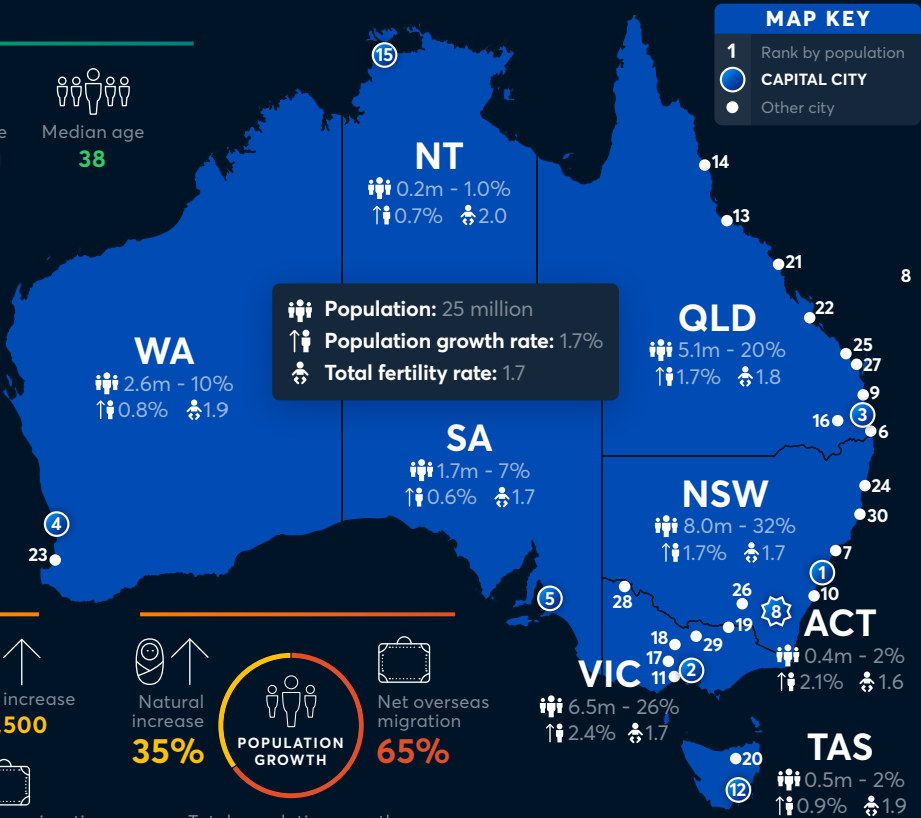 MAP KEY
1 Rank by population
CAPITAL CITY
Other city
15
Median age
38
NT
0.2m - 1.0%
0.7% 2.0
14
13
21
8
22
25
27
9
3
16
6
24
30
7
1
10
Population: 25 million
Population growth rate: 1.7%
Total fertility rate: 1.7
WA
2.6m - 10%
0.8% 1.9
QLD
5.1m - 20%
1.7% 1.8
SA
1.7m - 7%
0.6% 1.7
NSW
8.0m - 32%
1.7% 1.7
4
23
5
28
26
8
19
29
18
17
11
2
ACT
0.4m - 2%
2.1% 1.6
VIC
6.5m - 26%
2.4% 1.7
TAS
0.5m - 2%
0.9% 1.9
20
12
increase
,500
Natural
increase
35%
POPULATION
GROWTH
Net overseas
migration
65%